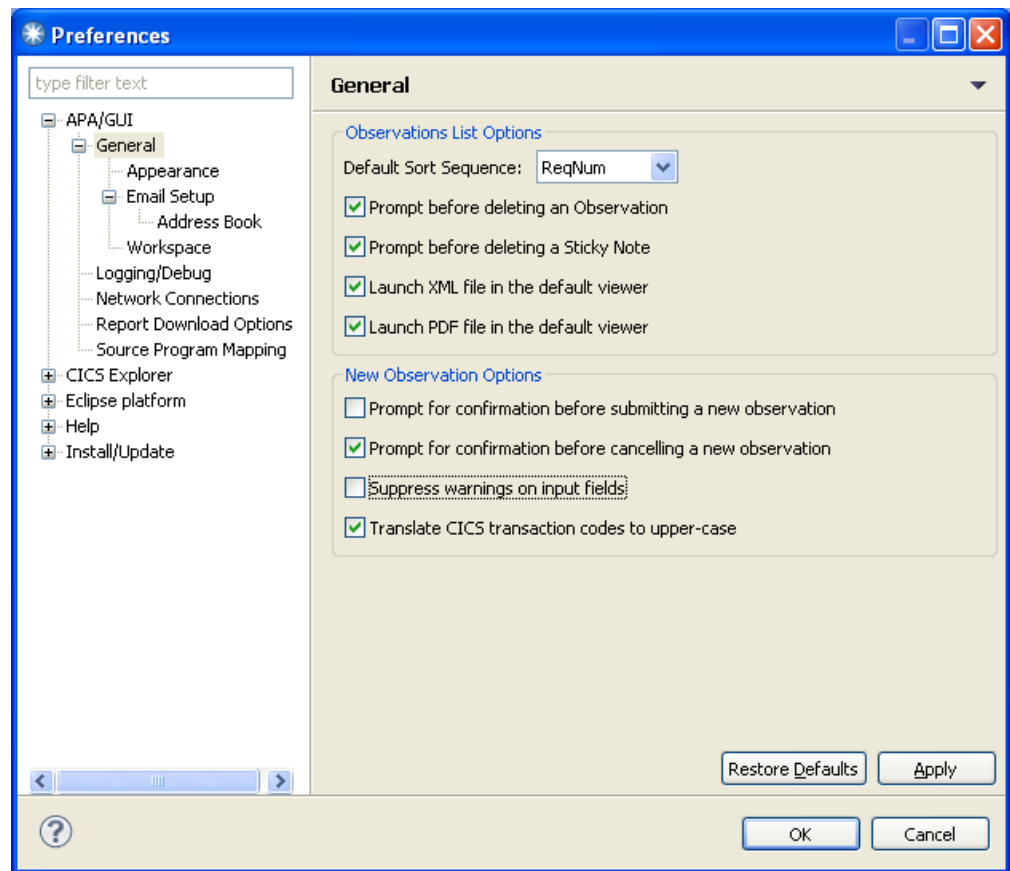 Preferences
type filter text
General
APA/GUI
General
Appearance
Email Setup
Address Book
Workspace
Logging/Debug
Network Connections
Report Download Options
Source Program Mapping
CICS Explorer
Eclipse platform
Help
Install/Update
Observations List Options
Default Sort Sequence: ReqNum
Prompt before deleting an Observation
Prompt before deleting a Sticky Note
Launch XML file in the default viewer
Launch PDF file in the default viewer
New Observation Options
Prompt for confirmation before submitting a new observation
Prompt for confirmation before cancelling a new observation
Suppress warnings on input fields
Translate CICS transaction codes to upper-case
Restore Defaults Apply
? OK Cancel